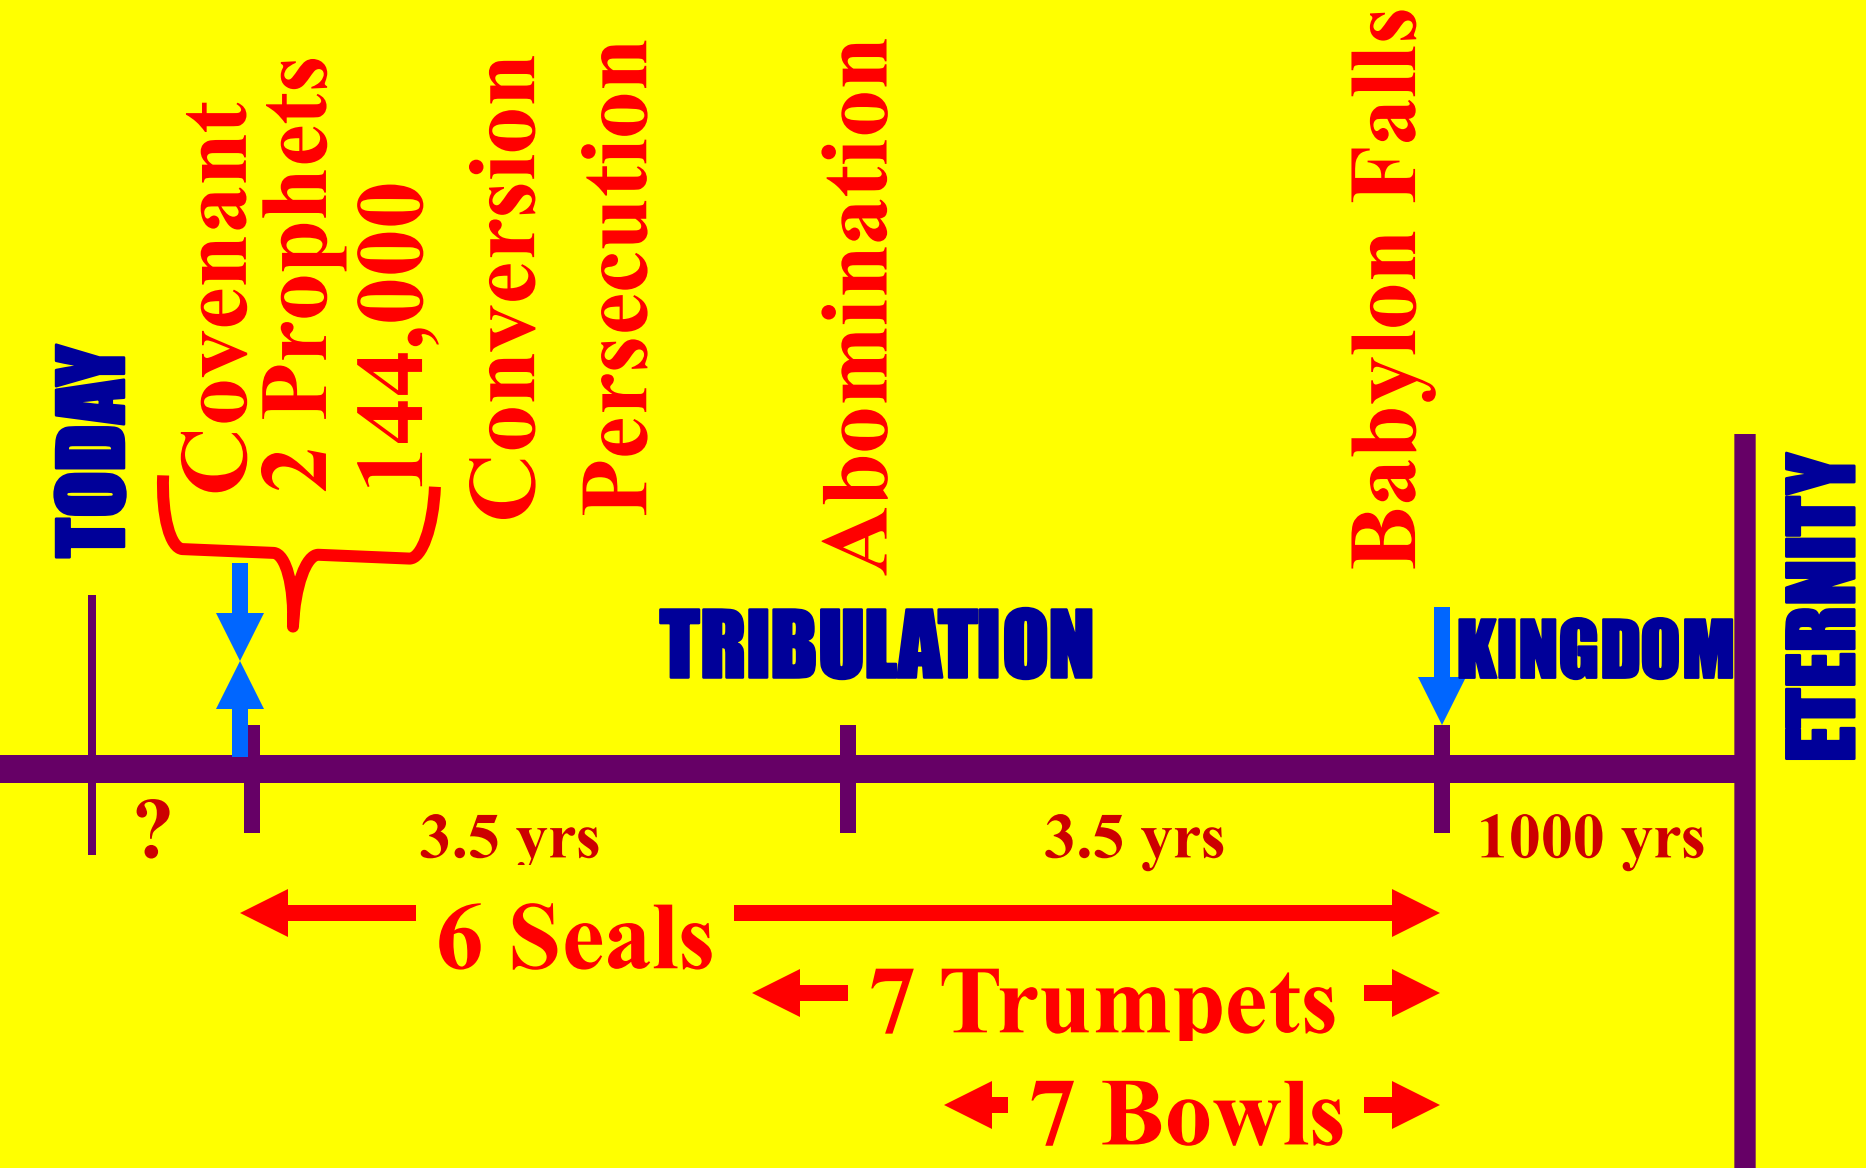 TODAY
Covenant
2 Prophets
144,000
Conversion
Persecution
Abomination
Babylon Falls
TRIBULATION
KINGDOM
ETERNITY
?
3.5 yrs
3.5 yrs
1000 yrs
6 Seals
7 Trumpets
7 Bowls